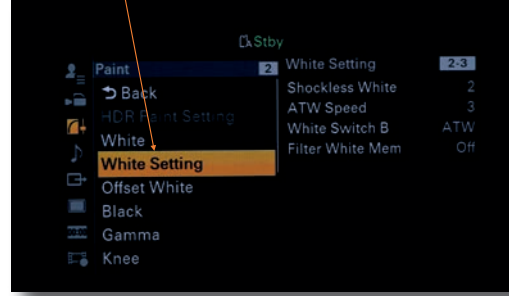 Stby
Paint 2
Back
HDR Paint Setting
White
White Setting
Offset White
Black
Gamma
Knee
White Setting 2-3
Shockless White 2
ATW Speed 3
White Switch B ATW
Filter White Mem Off